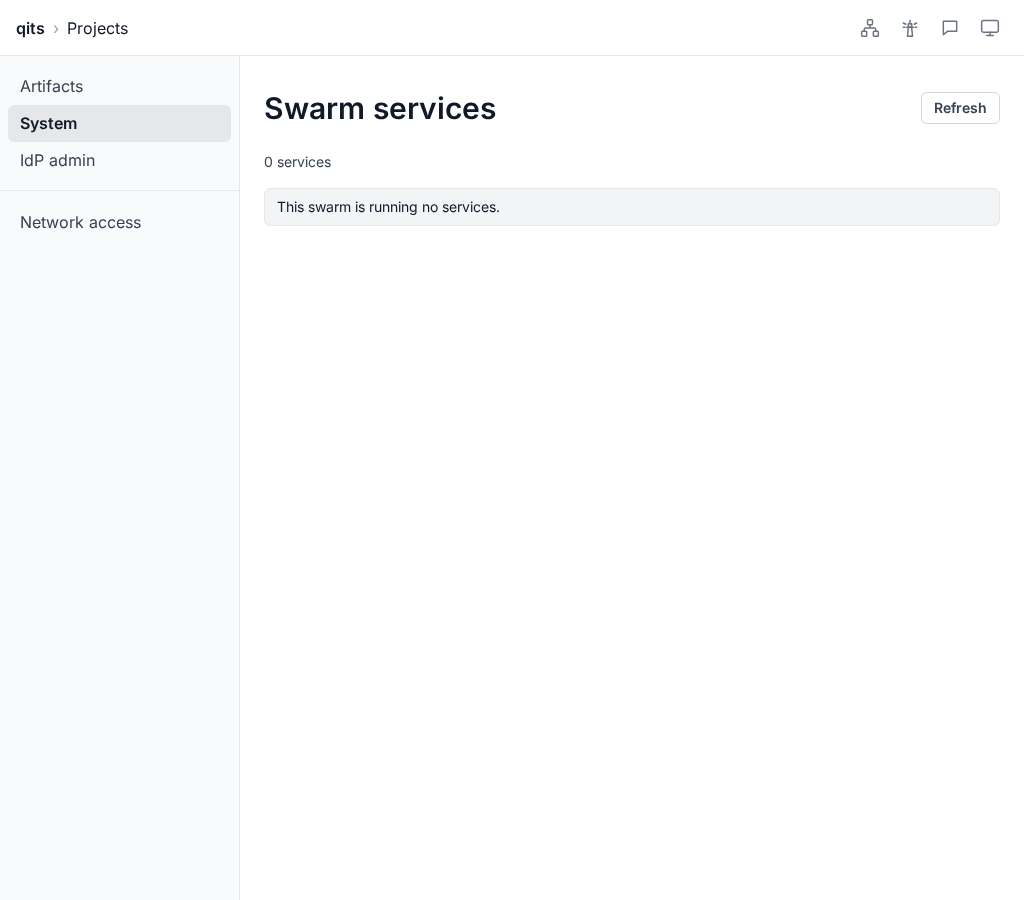 qits › Projects
Artifacts
System
IdP admin
Network access
Swarm services
Refresh
0 services
This swarm is running no services.